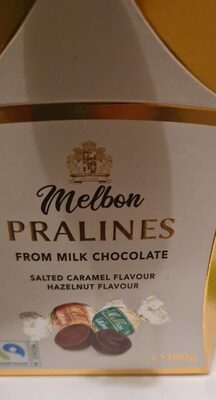 Melbon
PRALINES
FROM MILK CHOCOLATE
SALTED CARAMEL FLAVOUR
HAZELNUT FLAVOUR